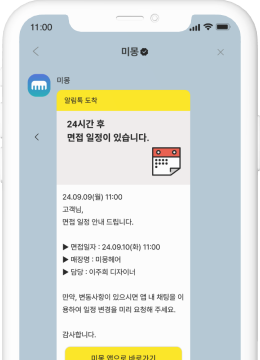 11:00
미몽
미몽
알림톡 도착
24시간 후
면접 일정이 있습니다.
24.09.09(월) 11:00
고객님,
면접 일정 안내 드립니다.
▶ 면접일자 : 24.09.10(화) 11:00
▶ 매장명 : 미몽헤어
▶ 담당 : 이주희 디자이너
만약, 변동사항이 있으시면 앱 내 채팅을 이
용하여 일정 변경을 미리 요청해 주세요.
감사합니다.
미몽 앱으로 바로가기